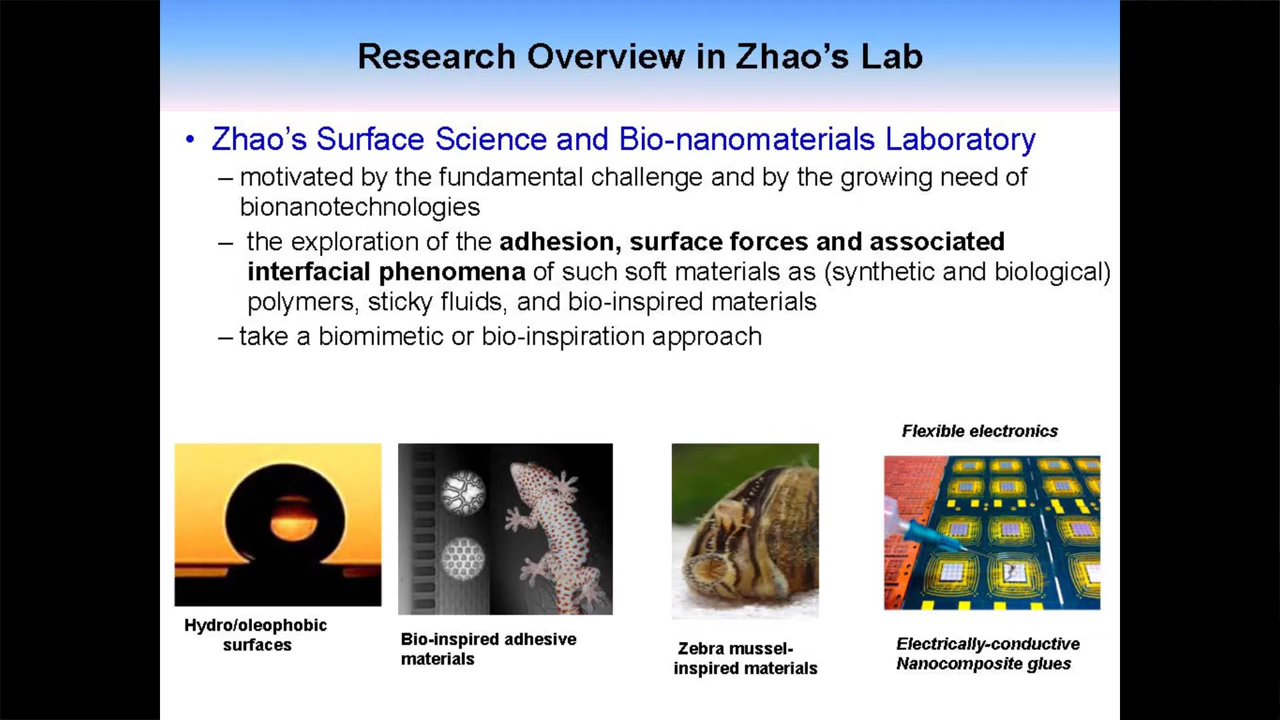 Research Overview in Zhao's Lab
• Zhao's Surface Science and Bio-nanomaterials Laboratory
– motivated by the fundamental challenge and by the growing need of
bionanotechnologies
– the exploration of the adhesion, surface forces and associated
interfacial phenomena of such soft materials as (synthetic and biological)
polymers, sticky fluids, and bio-inspired materials
– take a biomimetic or bio-inspiration approach
Flexible electronics
Hydro/oleophobic
surfaces
Bio-inspired adhesive
materials
Zebra mussel-
inspired materials
Electrically-conductive
Nanocomposite glues